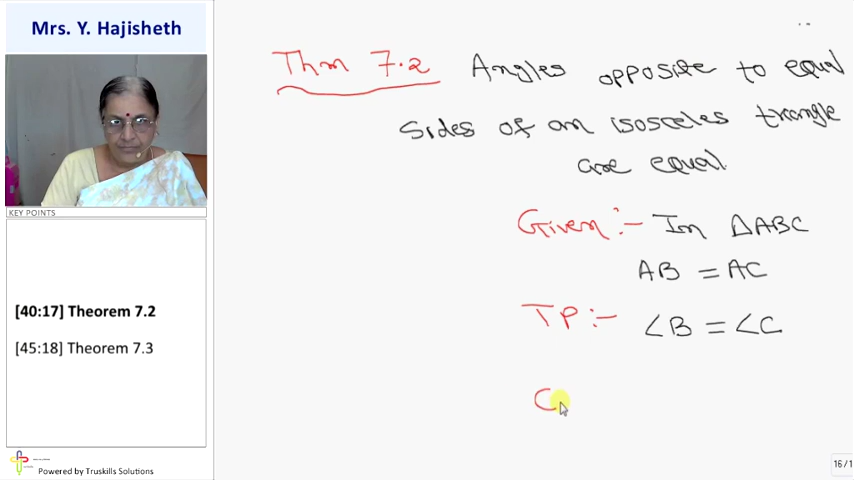 Mrs. Y. Hajisheth
KEY POINTS
[40:17] Theorem 7.2
[45:18] Theorem 7.3
Powered by Truskills Solutions
Thm 7.2 Angles opposite to equal
sides of an isosceles triangle
are equal
Given :- In ΔABC
AB = AC
TP :- ∠B = ∠C
C
16/1